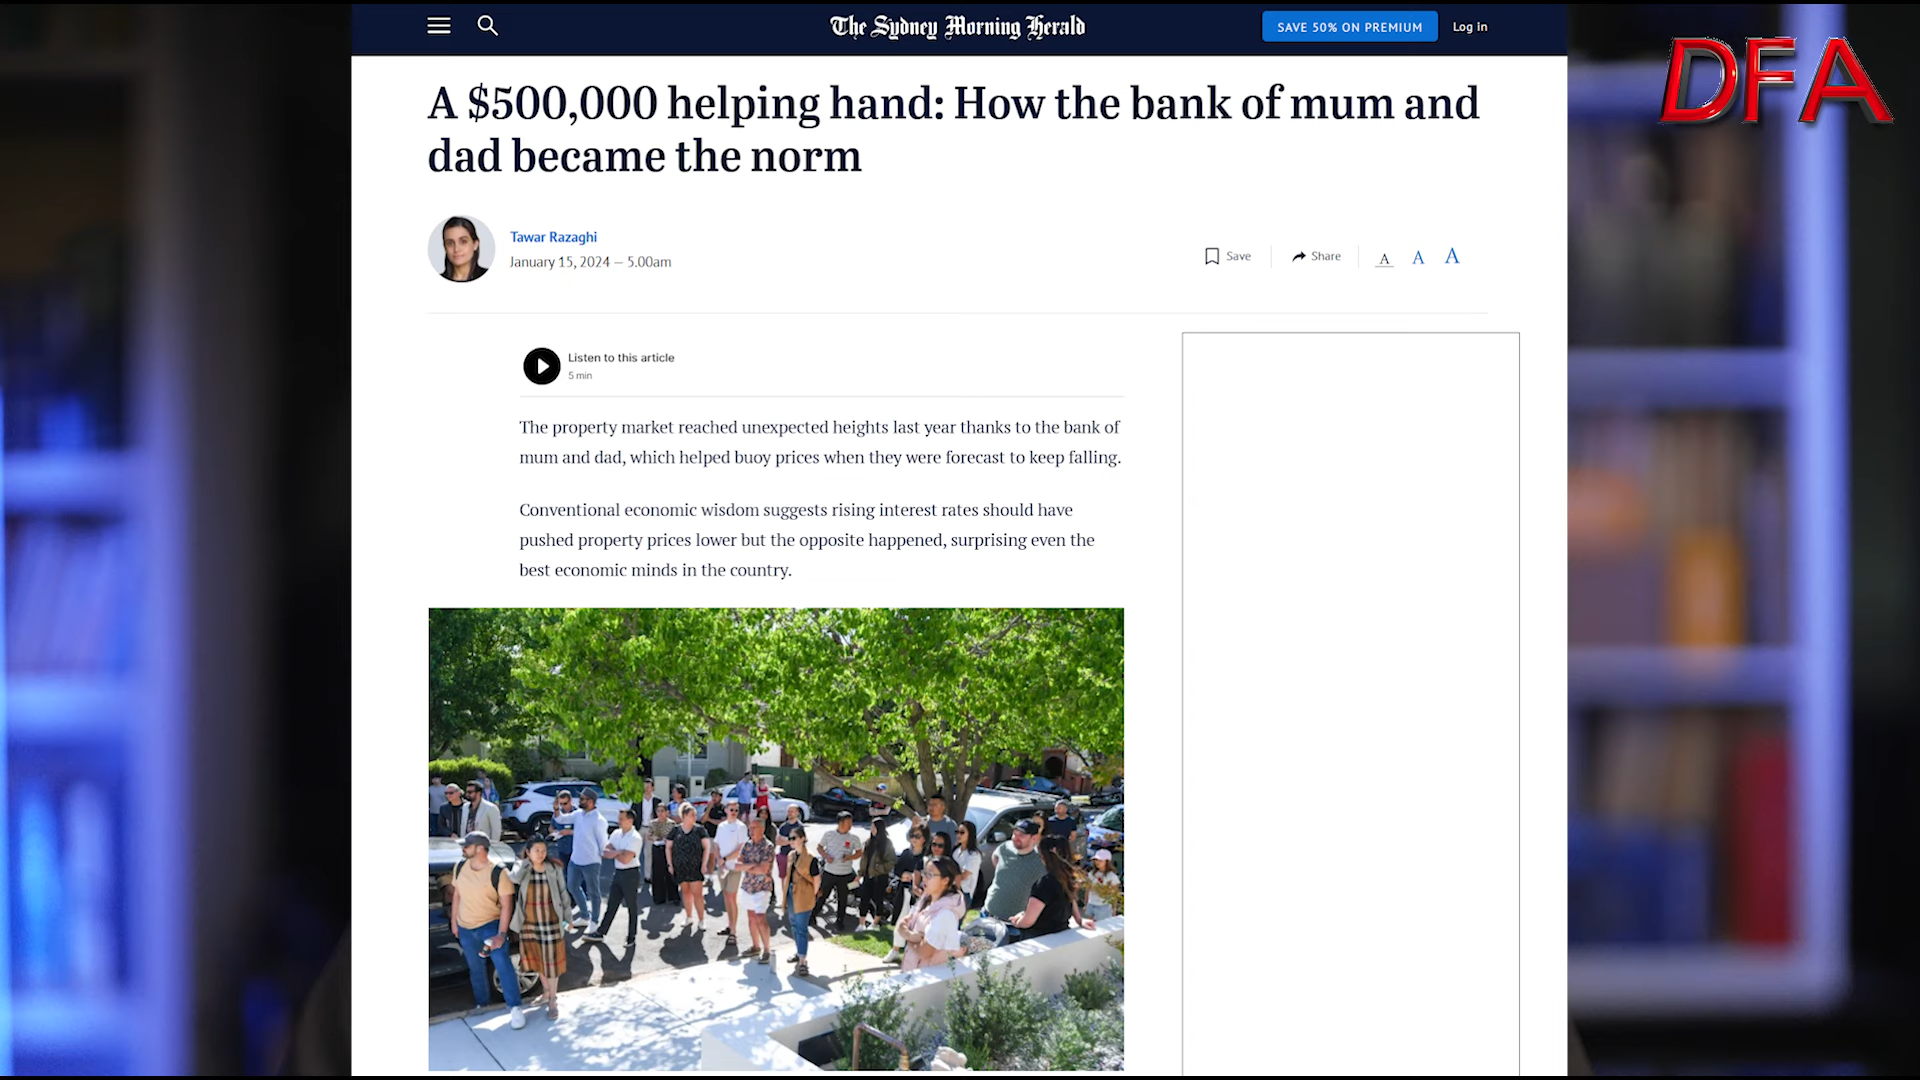 The Sydney Morning Herald
SAVE 50% ON PREMIUM
Log in
DFA
A $500,000 helping hand: How the bank of mum and
dad became the norm
Tawar Razaghi
January 15, 2024 — 5.00am
Save
Share
A A A
Listen to this article
5 min
The property market reached unexpected heights last year thanks to the bank of
mum and dad, which helped buoy prices when they were forecast to keep falling.
Conventional economic wisdom suggests rising interest rates should have
pushed property prices lower but the opposite happened, surprising even the
best economic minds in the country.